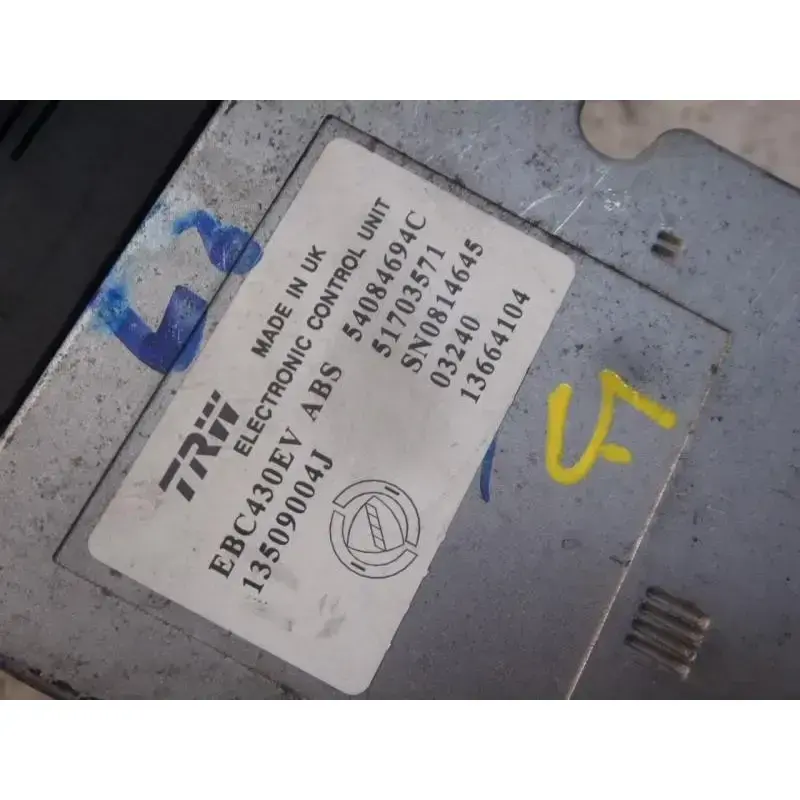 TRW
MADE IN UK
ELECTRONIC CONTROL UNIT
EBC430EV ABS 54084694C
13509004J 51703571
SN0814645
03240
13664104